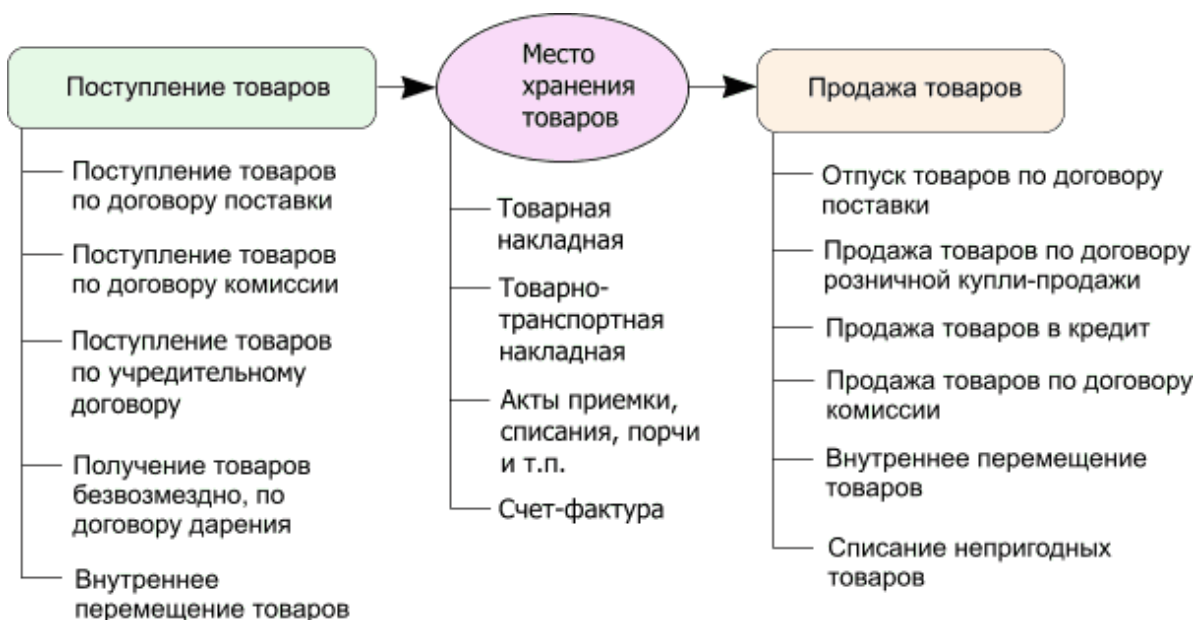 Поступление товаров
Поступление товаров
по договору поставки
Поступление товаров
по договору комиссии
Поступление товаров
по учредительному
договору
Получение товаров
безвозмездно, по
договору дарения
Внутреннее
перемещение товаров
Место
хранения
товаров
Товарная
накладная
Товарно-
транспортная
накладная
Акты приемки,
списания, порчи
и т.п.
Счет-фактура
Продажа товаров
Отпуск товаров по договору
поставки
Продажа товаров по договору
розничной купли-продажи
Продажа товаров в кредит
Продажа товаров по договору
комиссии
Внутреннее перемещение
товаров
Списание непригодных
товаров